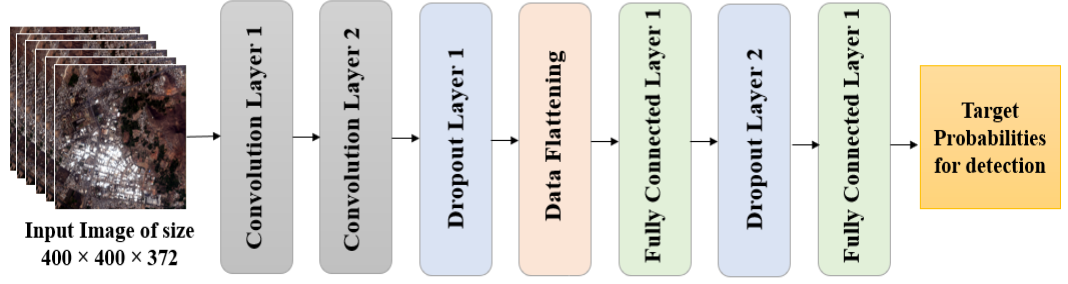 Input Image of size
400 × 400 × 372
Convolution Layer 1
Convolution Layer 2
Dropout Layer 1
Data Flattening
Fully Connected Layer 1
Dropout Layer 2
Fully Connected Layer 1
Target
Probabilities
for detection